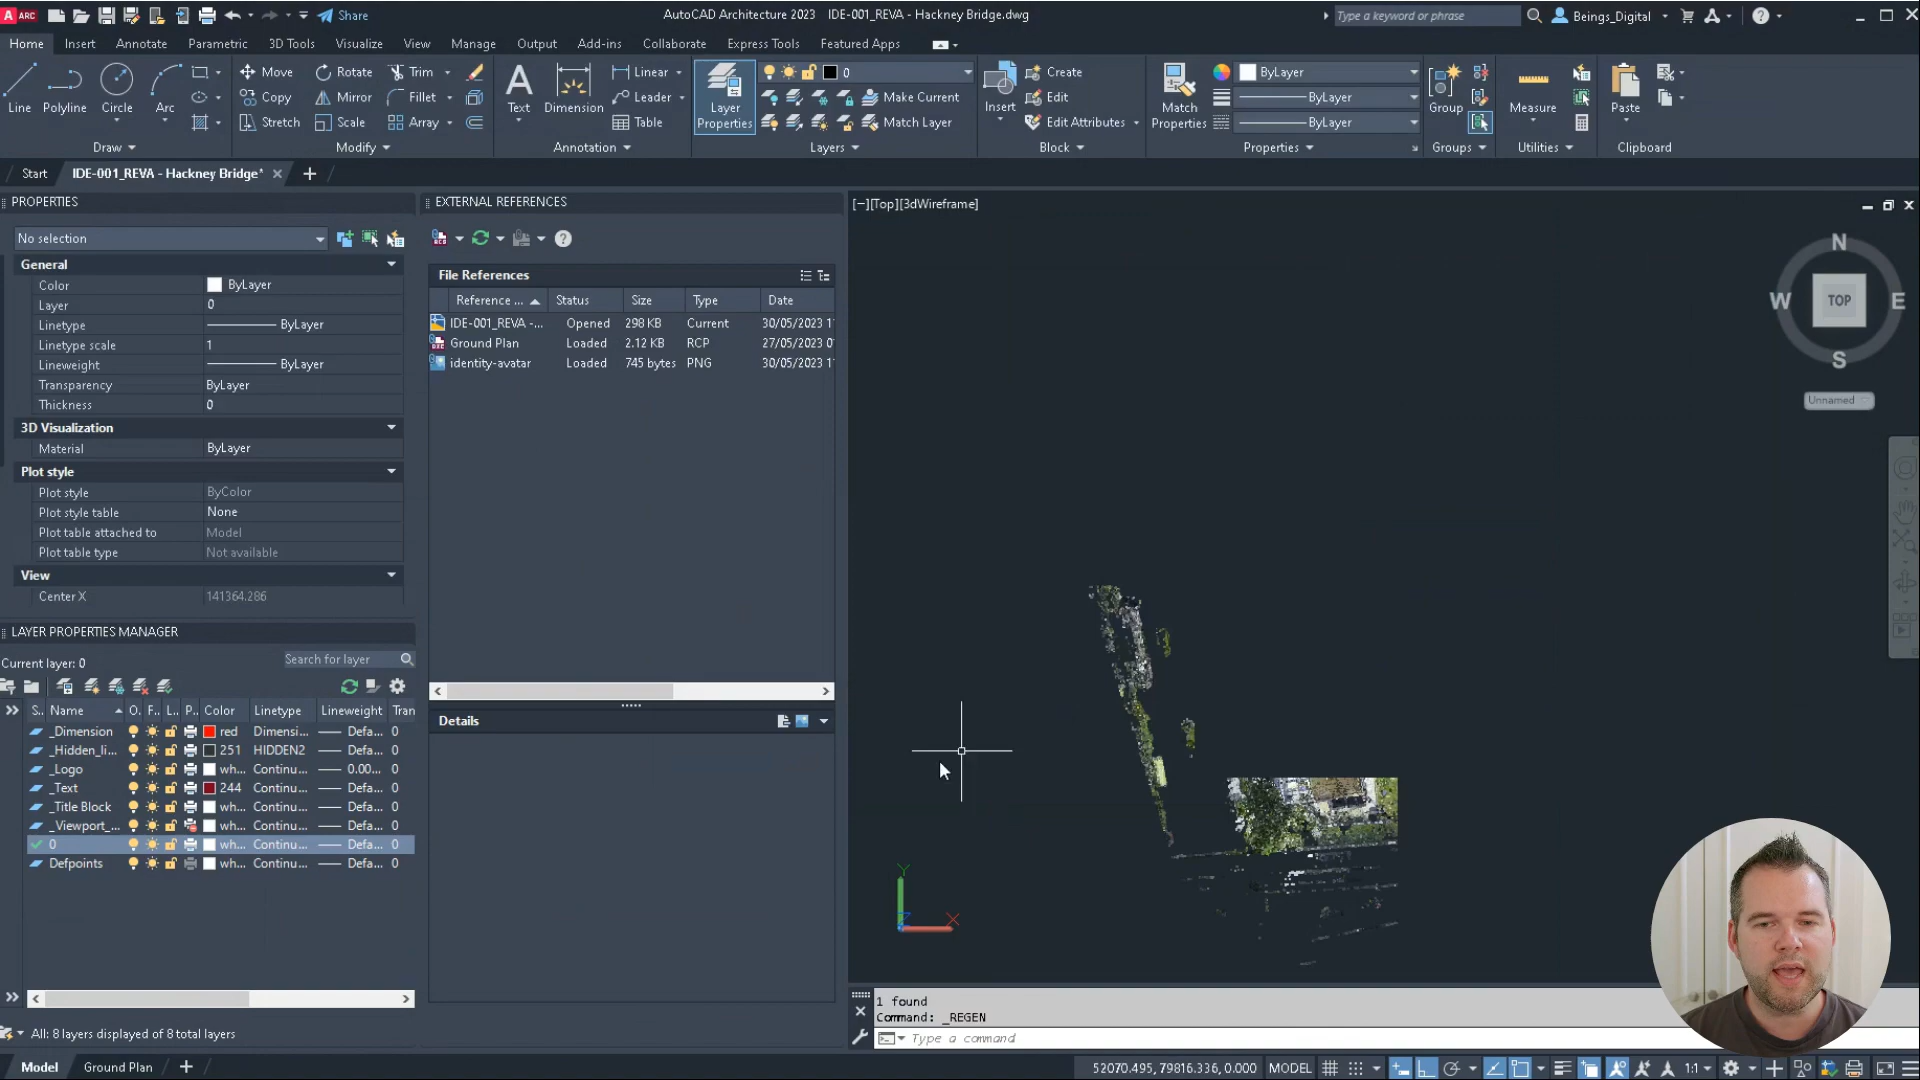 ARC Share AutoCAD Architecture 2023 IDE-001_REVA - Hackney Bridge.dwg Type a keyword or phrase Beings_Digital
Home Insert Annotate Parametric 3D Tools Visualize View Manage Output Add-ins Collaborate Express Tools Featured Apps
Line Polyline Circle Arc
Move Rotate Trim
Copy Mirror Fillet
Stretch Scale Array
Text Dimension
Linear
Leader
Table
Layer Properties
0
Make Current
Match Layer
Insert
Create
Edit
Edit Attributes
Match Properties
ByLayer
ByLayer
ByLayer
Group Measure Paste
Draw Modify Annotation Layers Block Properties Groups Utilities Clipboard
Start IDE-001_REVA - Hackney Bridge*
PROPERTIES
No selection
General
Color ByLayer
Layer 0
Linetype ByLayer
Linetype scale 1
Lineweight ByLayer
Transparency ByLayer
Thickness 0
3D Visualization
Material ByLayer
Plot style
Plot style ByColor
Plot style table None
Plot table attached to Model
Plot table type Not available
View
Center X 141364.286
LAYER PROPERTIES MANAGER
Current layer: 0 Search for layer
S.. Name O. F.. L.. P.. Color Linetype Lineweight Tran
_Dimension red Dimensi... Defa... 0
_Hidden_li... 251 HIDDEN2 Defa... 0
_Logo wh... Continu... 0.00... 0
_Text 244 Continu... Defa... 0
_Title Block wh... Continu... Defa... 0
_Viewport_... wh... Continu... Defa... 0
0 wh... Continu... Defa... 0
Defpoints wh... Continu... Defa... 0
All: 8 layers displayed of 8 total layers
EXTERNAL REFERENCES
File References
Reference ... Status Size Type Date
IDE-001_REVA -... Opened 298 KB Current 30/05/2023 1
Ground Plan Loaded 2.12 KB RCP 27/05/2023 0
identity-avatar Loaded 745 bytes PNG 30/05/2023 1
Details
[−][Top][3dWireframe]
N
W TOP E
S
Unnamed
Y
X
1 found
Command: _REGEN
Type a command
Model Ground Plan 52070.495, 79816.336, 0.000 MODEL 1:1